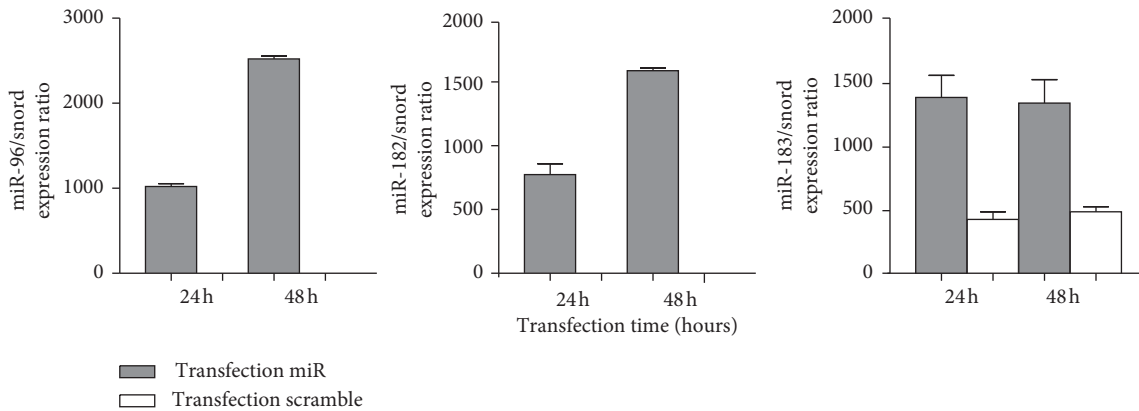 miR-96/snord
expression ratio
3000
2000
1000
0
24 h
48 h
miR-182/snord
expression ratio
2000
1500
1000
500
0
24 h
48 h
Transfection time (hours)
miR-183/snord
expression ratio
2000
1500
1000
500
0
24 h
48 h
Transfection miR
Transfection scramble